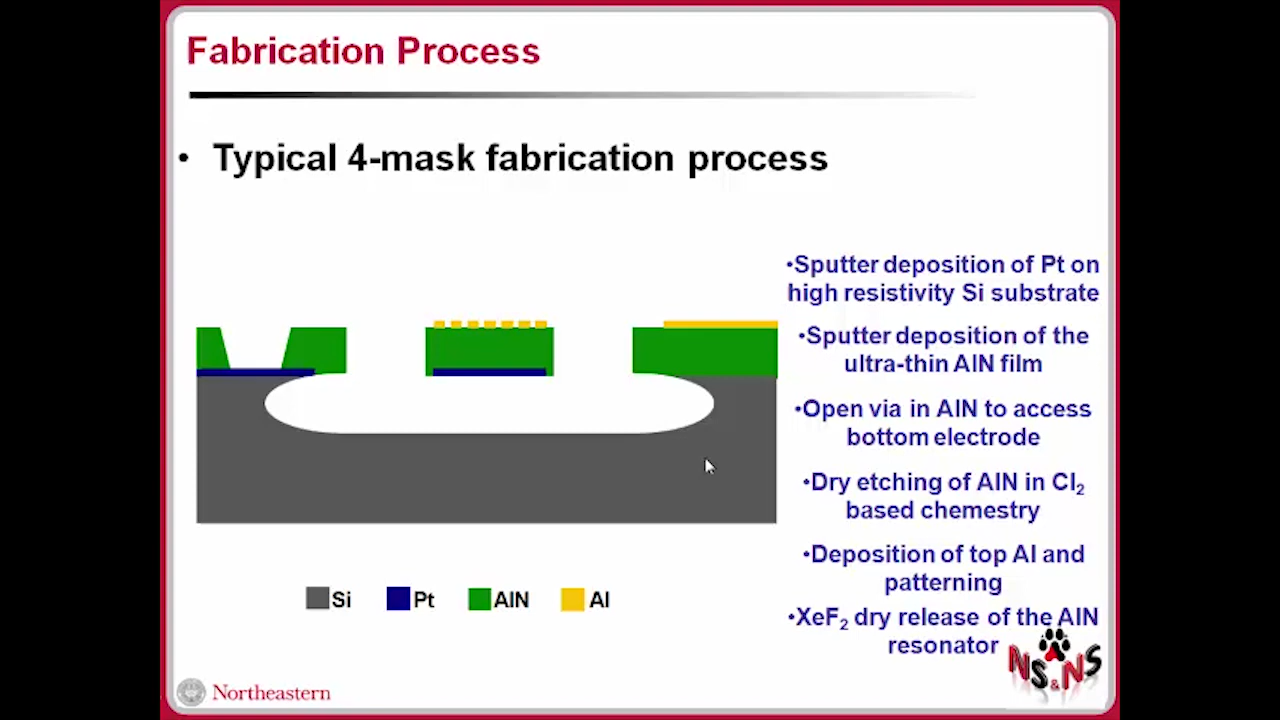 Fabrication Process
• Typical 4-mask fabrication process
•Sputter deposition of Pt on
high resistivity Si substrate
•Sputter deposition of the
ultra-thin AlN film
•Open via in AlN to access
bottom electrode
•Dry etching of AlN in Cl₂
based chemestry
•Deposition of top Al and
patterning
•XeF₂ dry release of the AlN
resonator
Si Pt AlN Al
Northeastern
NS&NS